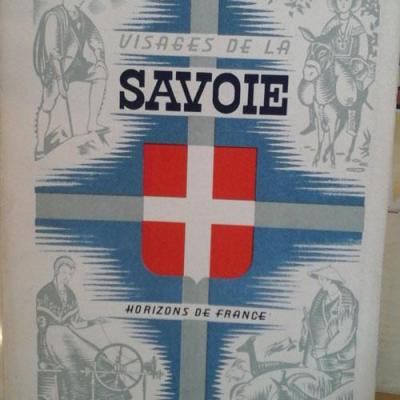 VISAGES DE LA
SAVOIE
HORIZONS DE FRANCE